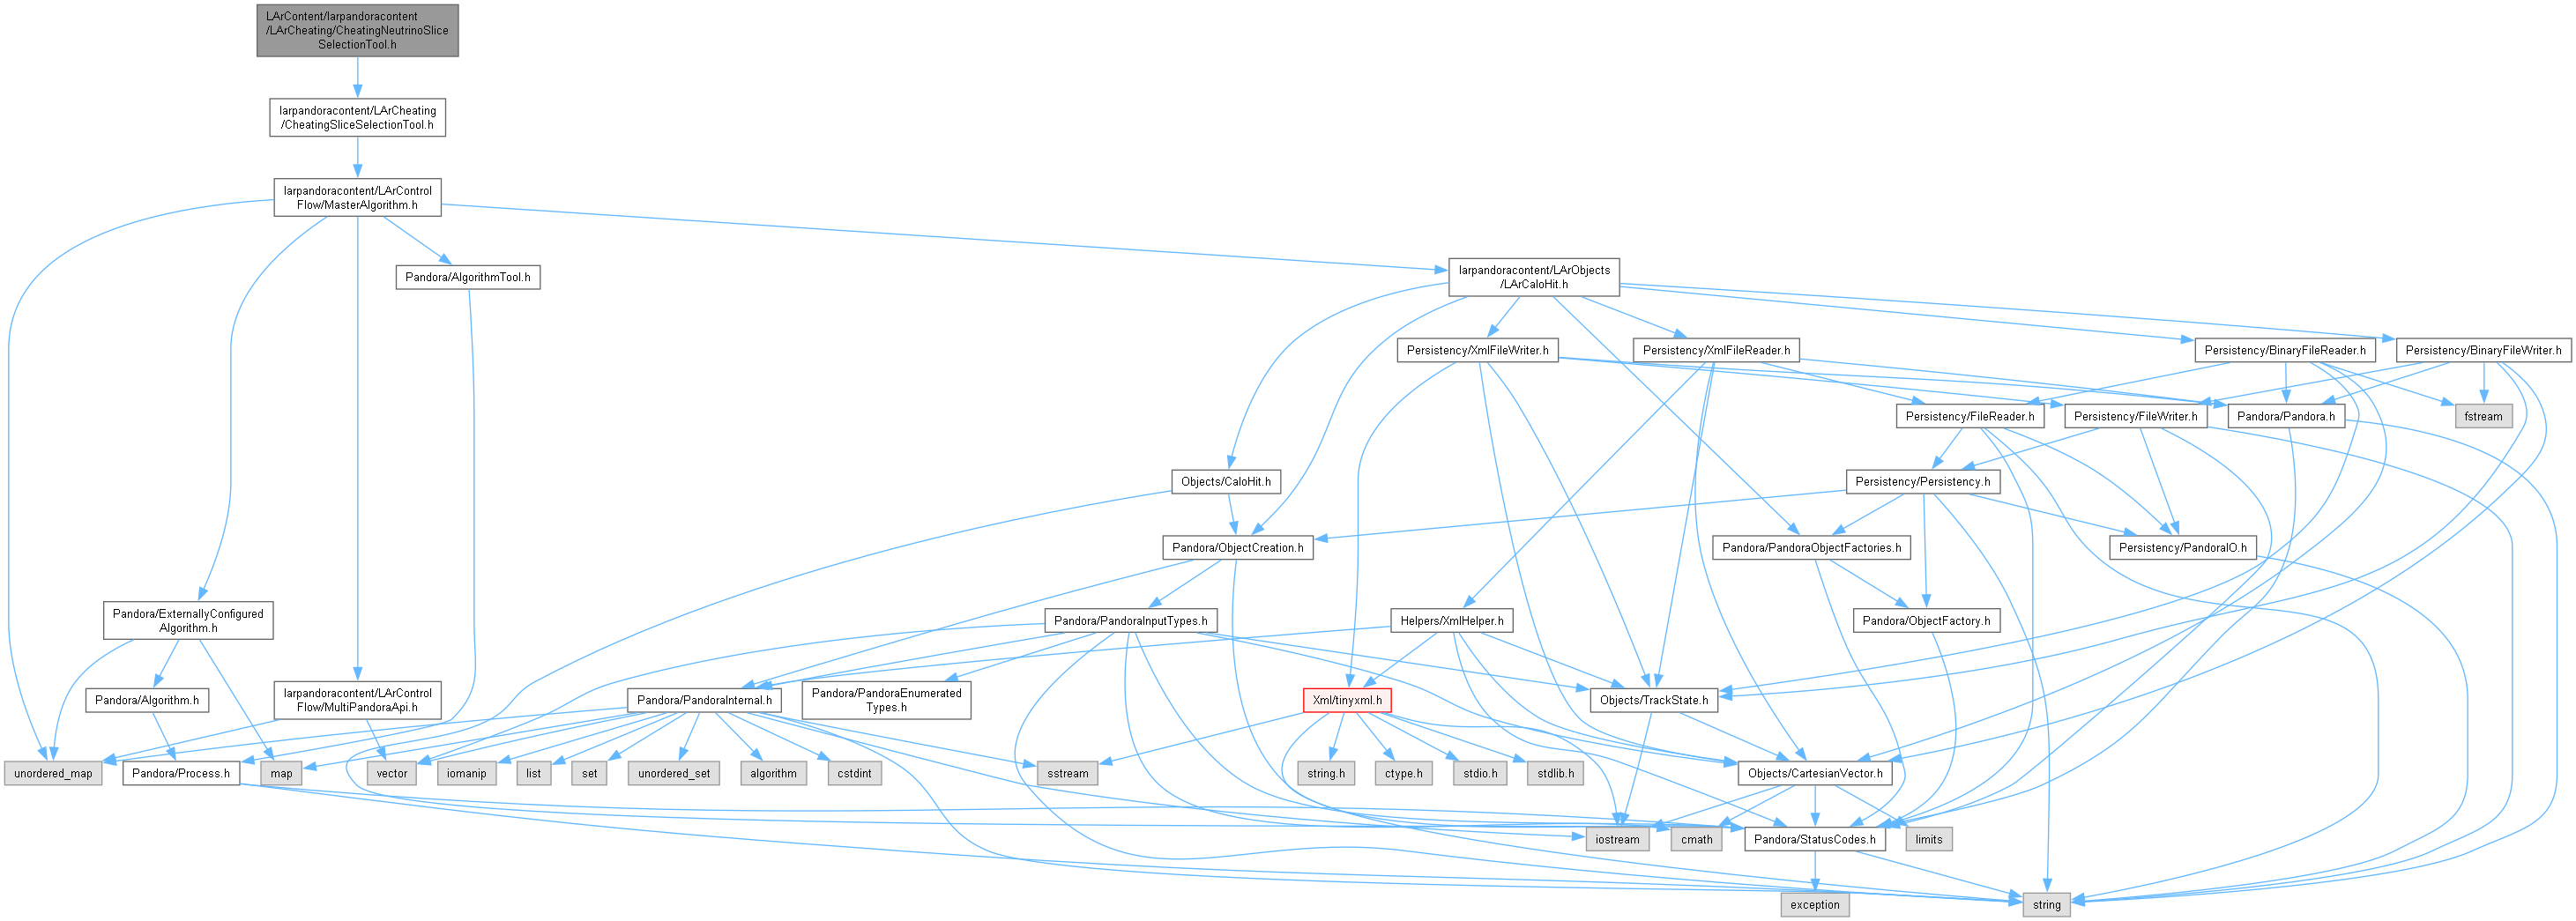 LArContent/larpandoracontent
/LArCheating/CheatingNeutrinoSlice
SelectionTool.h
larpandoracontent/LArCheating
/CheatingSliceSelectionTool.h
larpandoracontent/LArControl
Flow/MasterAlgorithm.h
Pandora/AlgorithmTool.h
larpandoracontent/LArObjects
/LArCaloHit.h
Persistency/XmlFileWriter.h
Persistency/XmlFileReader.h
Persistency/BinaryFileReader.h
Persistency/BinaryFileWriter.h
Persistency/FileReader.h
Persistency/FileWriter.h
Pandora/Pandora.h
fstream
Objects/CaloHit.h
Persistency/Persistency.h
Pandora/ObjectCreation.h
Pandora/PandoraObjectFactories.h
Persistency/PandoraIO.h
Pandora/ExternallyConfigured
Algorithm.h
Pandora/PandoraInputTypes.h
Helpers/XmlHelper.h
Pandora/ObjectFactory.h
Pandora/Algorithm.h
larpandoracontent/LArControl
Flow/MultiPandoraApi.h
Pandora/PandoraInternal.h
Pandora/PandoraEnumerated
Types.h
Xml/tinyxml.h
Objects/TrackState.h
unordered_map
Pandora/Process.h
map
vector
iomanip
list
set
unordered_set
algorithm
cstdint
sstream
string.h
ctype.h
stdio.h
stdlib.h
Objects/CartesianVector.h
iostream
cmath
Pandora/StatusCodes.h
limits
exception
string